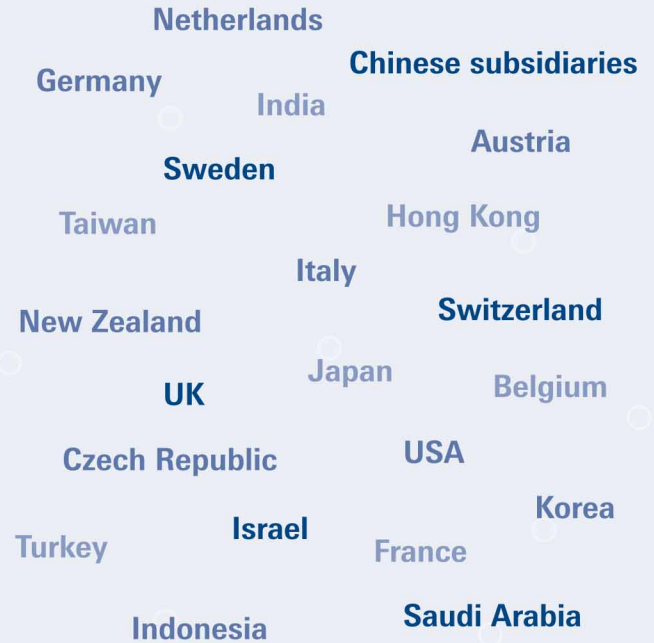 Netherlands
Chinese subsidiaries
Germany
India
Austria
Sweden
Hong Kong
Taiwan
Italy
Switzerland
New Zealand
Japan
Belgium
UK
USA
Czech Republic
Korea
Israel
Turkey
France
Saudi Arabia
Indonesia